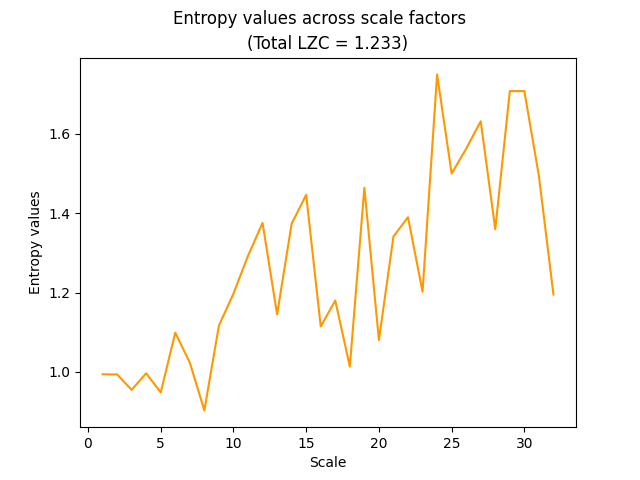 Entropy values across scale factors
(Total LZC = 1.233)
Entropy values
1.6
1.4
1.2
1.0
0 5 10 15 20 25 30
Scale